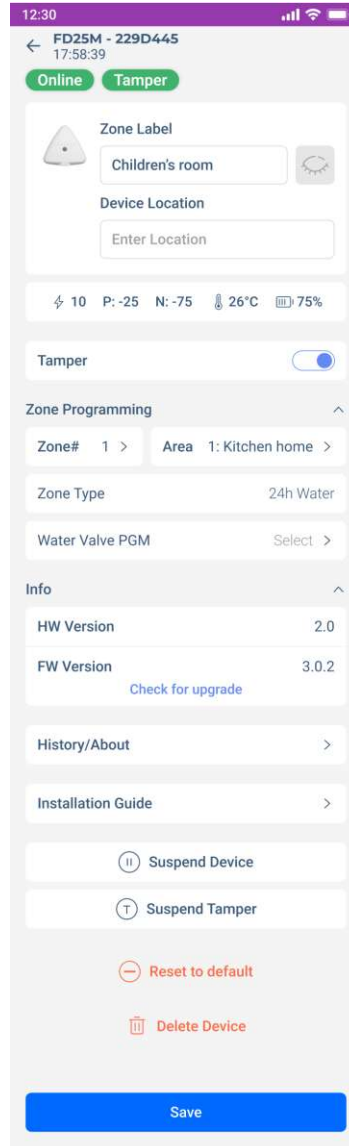 12:30
FD25M - 229D445
17:58:39
Online Tamper
Zone Label
Children's room
Device Location
Enter Location
10 P: -25 N: -75 26°C 75%
Tamper
Zone Programming
Zone# 1 > Area 1: Kitchen home >
Zone Type 24h Water
Water Valve PGM Select >
Info
HW Version 2.0
FW Version 3.0.2
Check for upgrade
History/About >
Installation Guide >
Suspend Device
T Suspend Tamper
Reset to default
Delete Device
Save